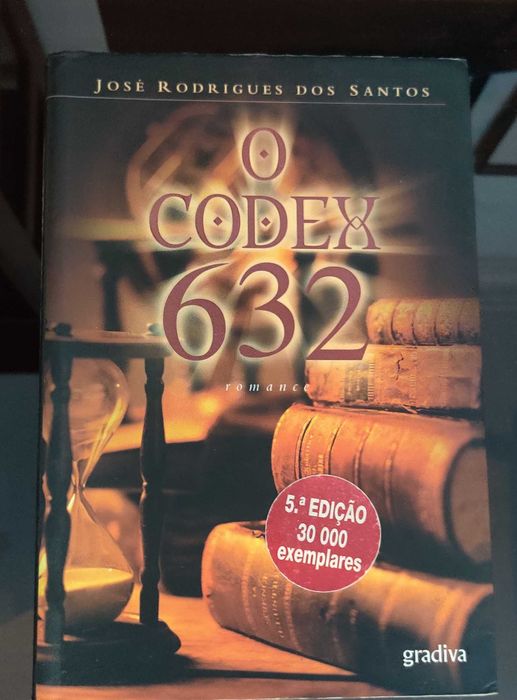 JOSÉ RODRIGUES DOS SANTOS
O
CODEX
632
romance
5.ª EDIÇÃO
30 000
exemplares
gradiva